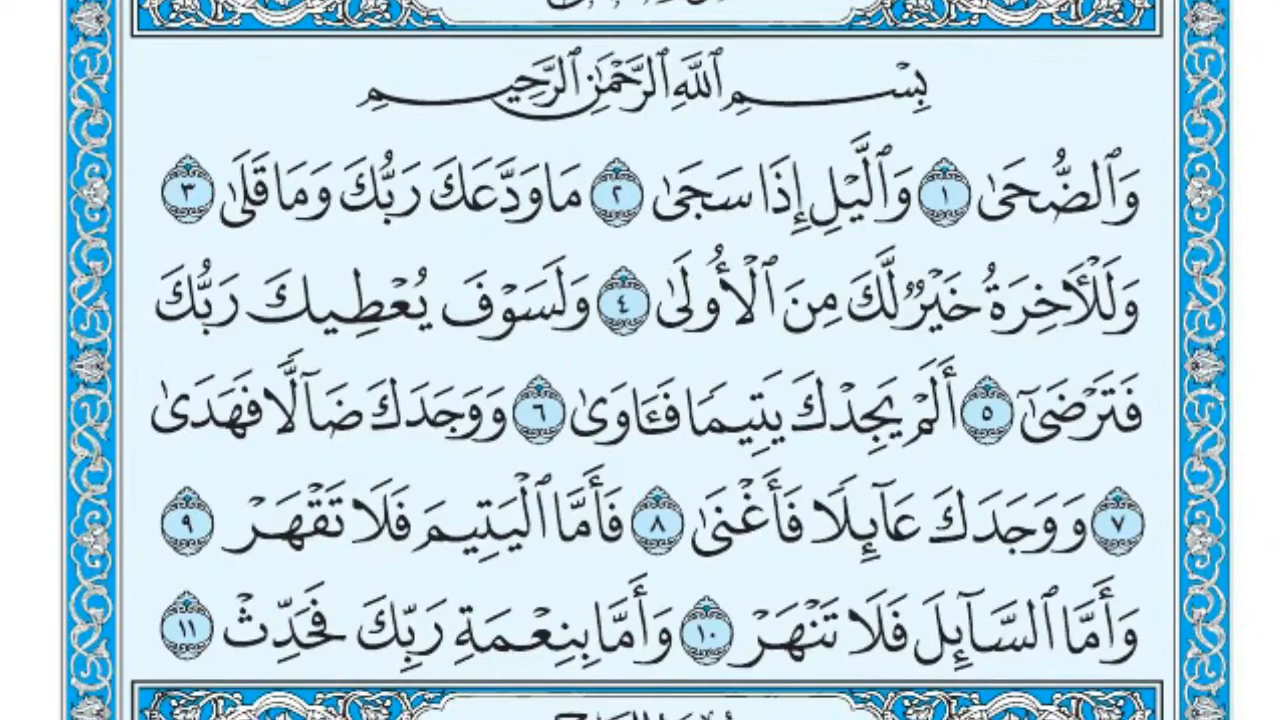 بِسْمِ ٱللَّهِ ٱلرَّحْمَٰنِ ٱلرَّحِيمِ
وَٱلضُّحَىٰ ١ وَٱلَّيْلِ إِذَا سَجَىٰ ٢ مَا وَدَّعَكَ رَبُّكَ وَمَا قَلَىٰ ٣
وَلَلْـَٔاخِرَةُ خَيْرٌ لَّكَ مِنَ ٱلْأُولَىٰ ٤ وَلَسَوْفَ يُعْطِيكَ رَبُّكَ
فَتَرْضَىٰٓ ٥ أَلَمْ يَجِدْكَ يَتِيمًا فَـَٔاوَىٰ ٦ وَوَجَدَكَ ضَآلًّا فَهَدَىٰ
٧ وَوَجَدَكَ عَآئِلًا فَأَغْنَىٰ ٨ فَأَمَّا ٱلْيَتِيمَ فَلَا تَقْهَرْ ٩
وَأَمَّا ٱلسَّآئِلَ فَلَا تَنْهَرْ ١٠ وَأَمَّا بِنِعْمَةِ رَبِّكَ فَحَدِّثْ ١١